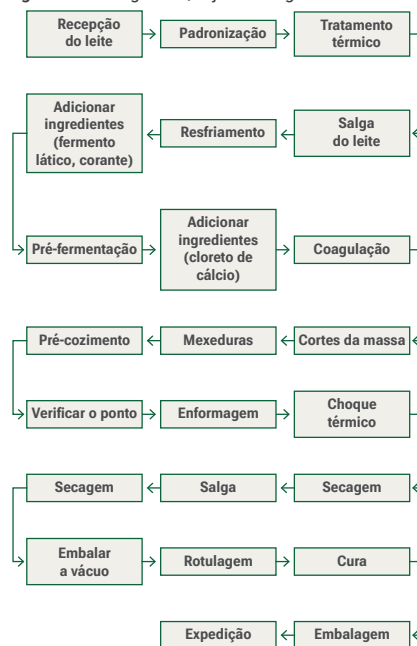 Recepção
do leite
Padronização
Tratamento
térmico
Salga
do leite
Resfriamento
Adicionar
ingredientes
(fermento
lático, corante)
Pré-fermentação
Adicionar
ingredientes
(cloreto de
cálcio)
Coagulação
Cortes da massa
Mexeduras
Pré-cozimento
Verificar o ponto
Enformagem
Choque
térmico
Secagem
Salga
Secagem
Embalar
a vácuo
Rotulagem
Cura
Embalagem
Expedição